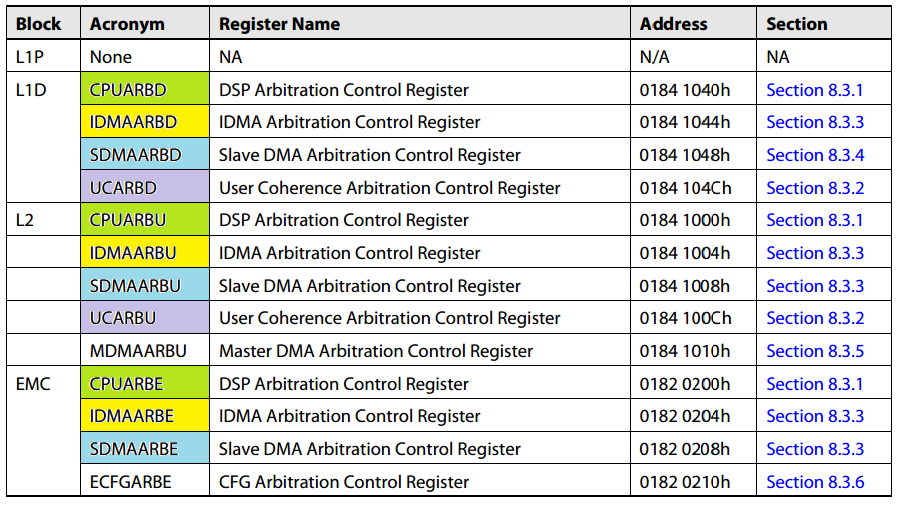 Block Acronym Register Name Address Section
L1P None NA N/A NA
L1D CPUARBD DSP Arbitration Control Register 0184 1040h Section 8.3.1
IDMAARBD IDMA Arbitration Control Register 0184 1044h Section 8.3.3
SDMAARBD Slave DMA Arbitration Control Register 0184 1048h Section 8.3.4
UCARBD User Coherence Arbitration Control Register 0184 104Ch Section 8.3.2
L2 CPUARBU DSP Arbitration Control Register 0184 1000h Section 8.3.1
IDMAARBU IDMA Arbitration Control Register 0184 1004h Section 8.3.3
SDMAARBU Slave DMA Arbitration Control Register 0184 1008h Section 8.3.3
UCARBU User Coherence Arbitration Control Register 0184 100Ch Section 8.3.2
MDMAARBU Master DMA Arbitration Control Register 0184 1010h Section 8.3.5
EMC CPUARBE DSP Arbitration Control Register 0182 0200h Section 8.3.1
IDMAARBE IDMA Arbitration Control Register 0182 0204h Section 8.3.3
SDMAARBE Slave DMA Arbitration Control Register 0182 0208h Section 8.3.3
ECFGARBE CFG Arbitration Control Register 0182 0210h Section 8.3.6